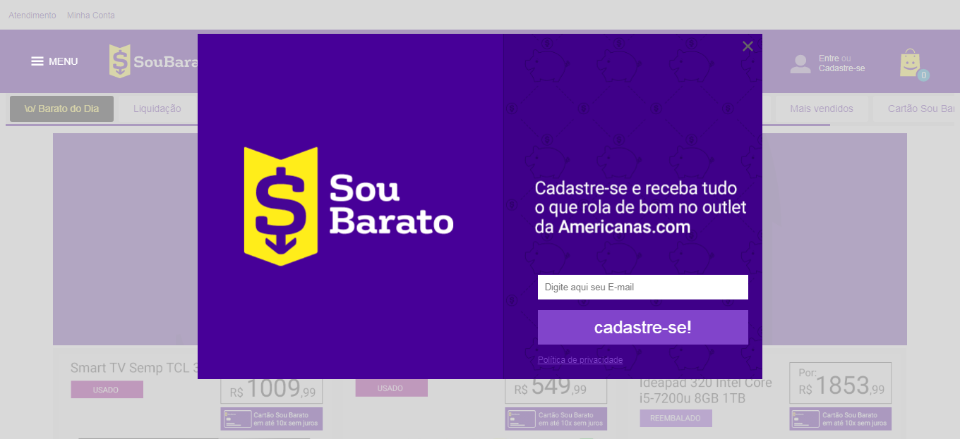 Atendimento Minha Conta
MENU
SouBara
Entre ou
Cadastre-se
0
\o/ Barato do Dia
Liquidação
Mais vendidos
Cartão Sou Bar
Sou
Barato
Cadastre-se e receba tudo
o que rola de bom no outlet
da Americanas.com
Digite aqui seu E-mail
cadastre-se!
Política de privacidade
Smart TV Semp TCL 3
USADO
R$ 1009,99
Cartão Sou Barato
em até 10x sem juros
USADO
R$ 549,99
Cartão Sou Barato
em até 10x sem juros
Ideapad 320 Intel Core
i5-7200u 8GB 1TB
REEMBALADO
Por:
R$ 1853,99
Cartão Sou Barato
em até 10x sem juros